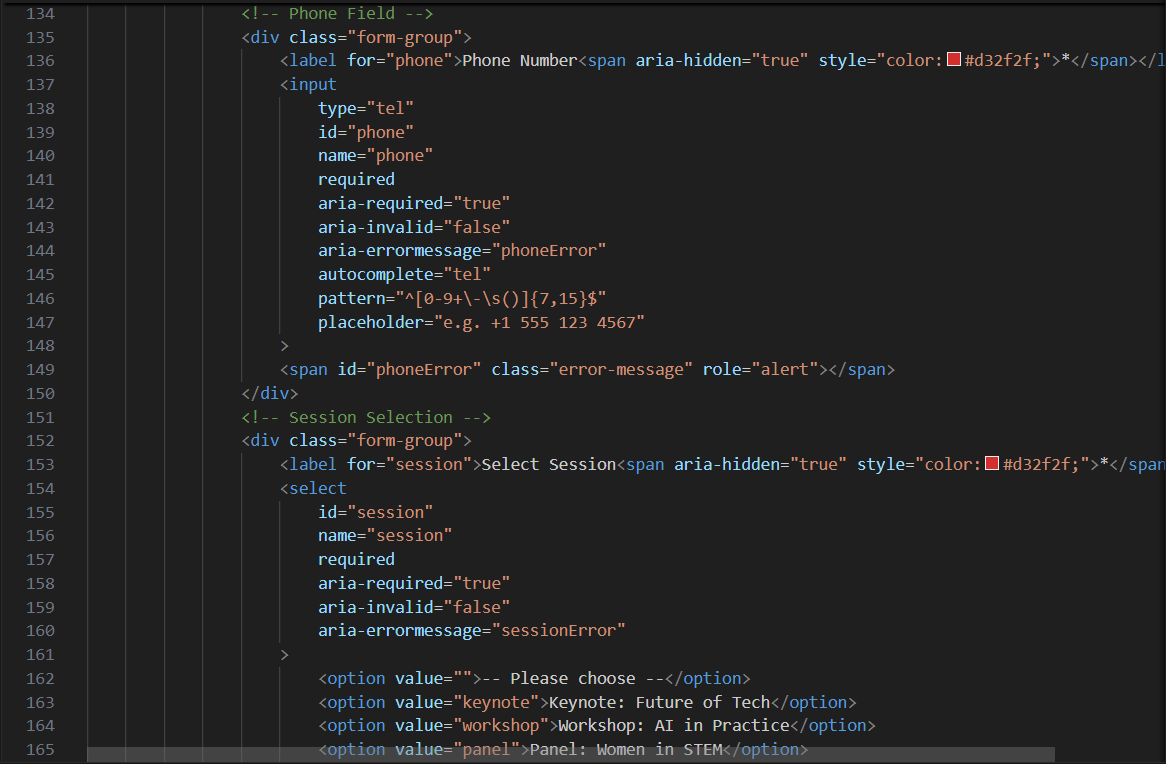 134 <!-- Phone Field -->
135 <div class="form-group">
136 <label for="phone">Phone Number<span aria-hidden="true" style="color:#d32f2f;">*</span></l
137 <input
138 type="tel"
139 id="phone"
140 name="phone"
141 required
142 aria-required="true"
143 aria-invalid="false"
144 aria-errormessage="phoneError"
145 autocomplete="tel"
146 pattern="^[0-9+\-\s()]{7,15}$"
147 placeholder="e.g. +1 555 123 4567"
148 >
149 <span id="phoneError" class="error-message" role="alert"></span>
150 </div>
151 <!-- Session Selection -->
152 <div class="form-group">
153 <label for="session">Select Session<span aria-hidden="true" style="color:#d32f2f;">*</span
154 <select
155 id="session"
156 name="session"
157 required
158 aria-required="true"
159 aria-invalid="false"
160 aria-errormessage="sessionError"
161 >
162 <option value="">-- Please choose --</option>
163 <option value="keynote">Keynote: Future of Tech</option>
164 <option value="workshop">Workshop: AI in Practice</option>
165 <option value="panel">Panel: Women in STEM</option>